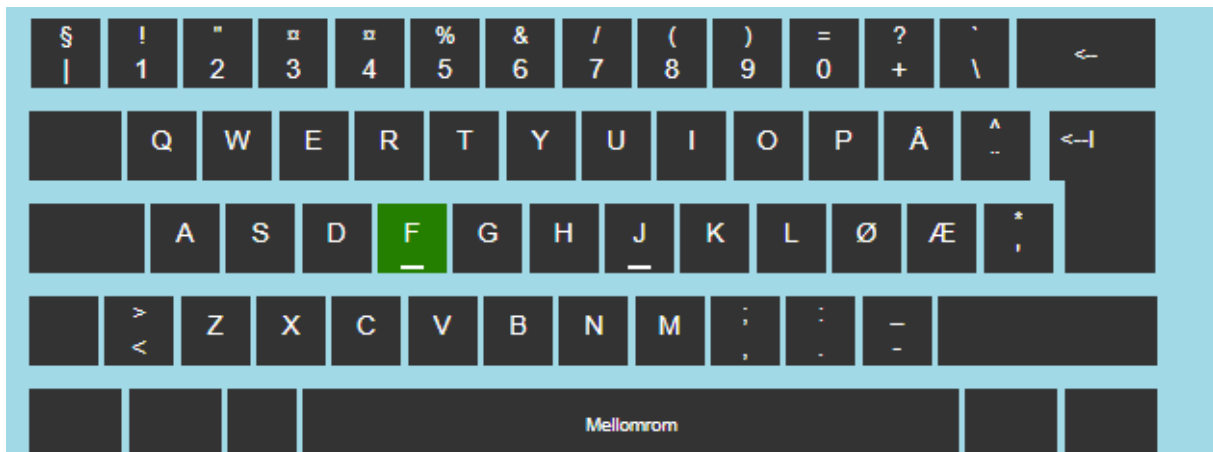 § ! " ¤ ¤ % & / ( ) = ? `
| 1 2 3 4 5 6 7 8 9 0 + \ <--
Q W E R T Y U I O P Å ^ ¨ <--|
A S D F G H J K L Ø Æ * '
> ; : _
< Z X C V B N M , . -
Mellomrom